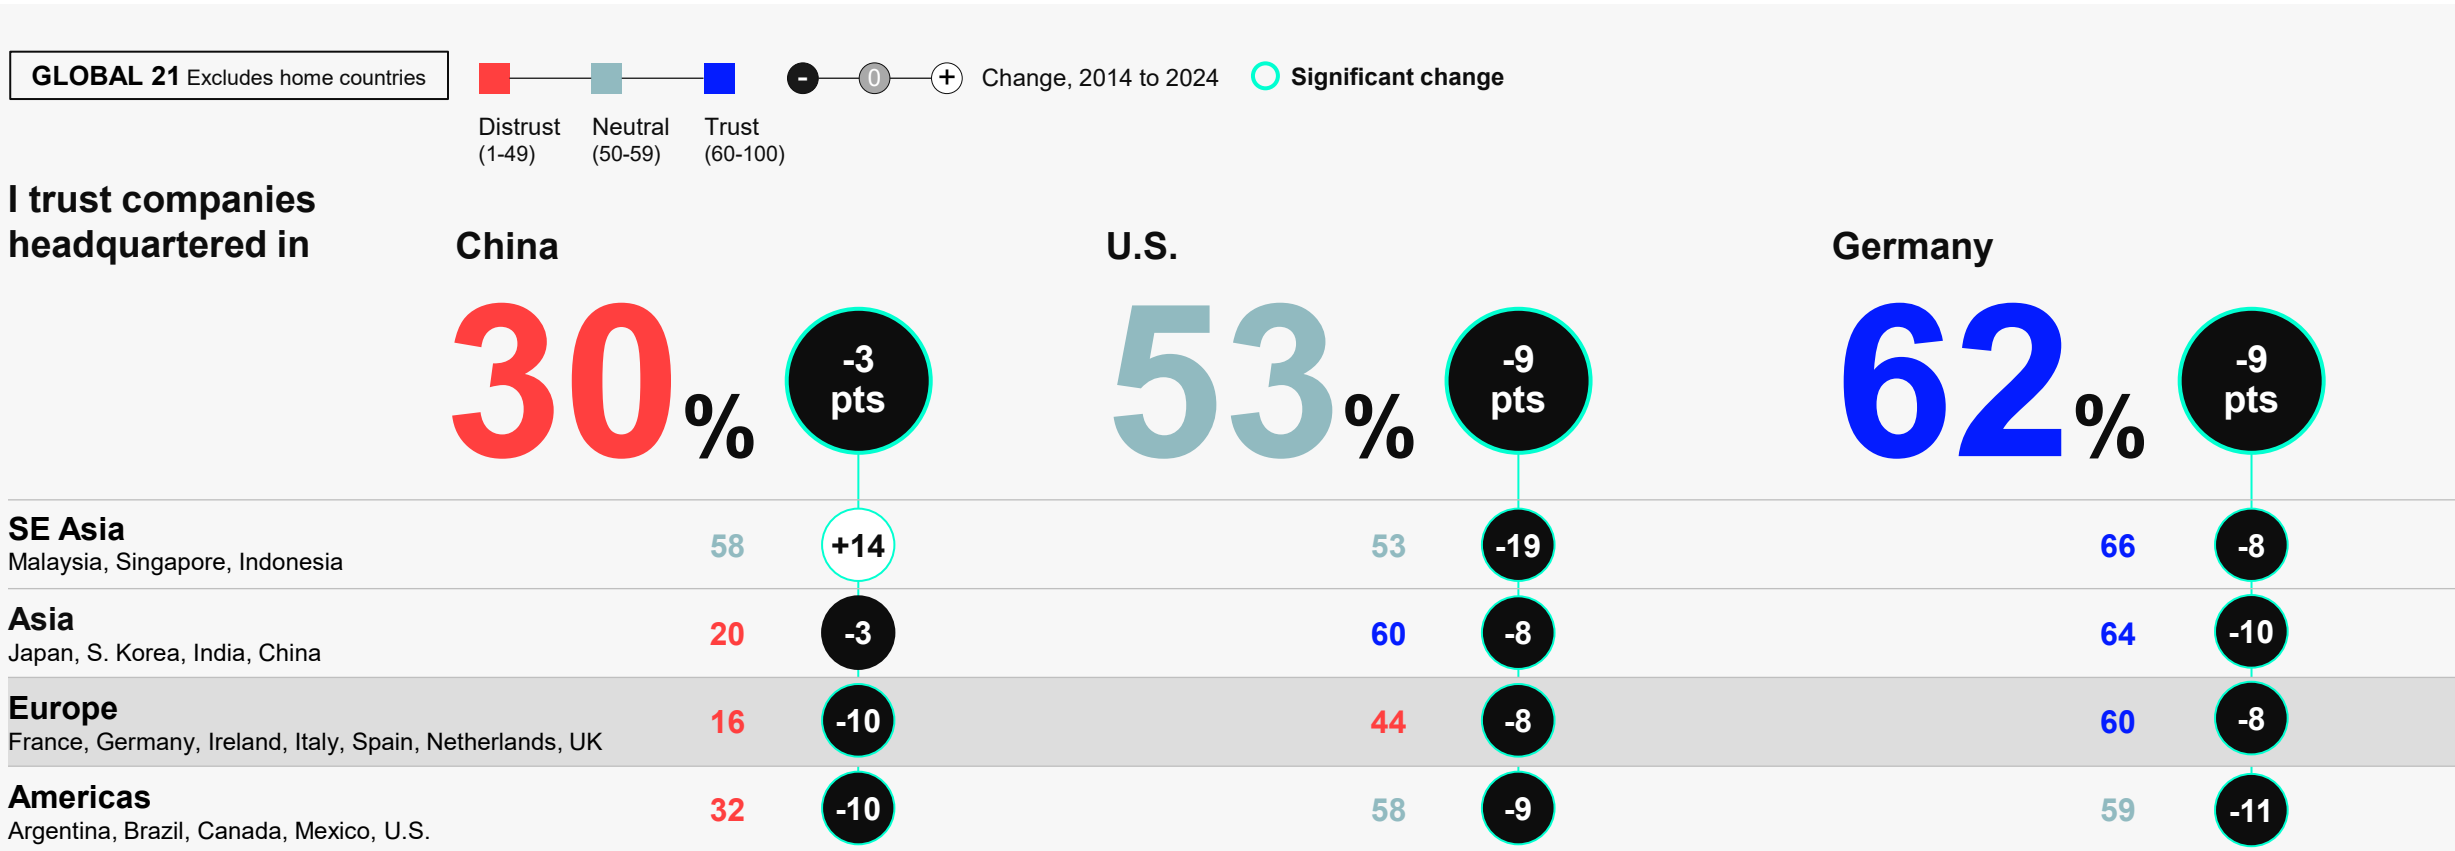 GLOBAL 21 Excludes home countries
- 0 + Change, 2014 to 2024
Significant change
Distrust Neutral Trust
(1-49) (50-59) (60-100)
I trust companies
headquartered in
China U.S. Germany
30% -3 pts 53% -9 pts 62% -9 pts
SE Asia
Malaysia, Singapore, Indonesia
58 +14 53 -19 66 -8
Asia
Japan, S. Korea, India, China
20 -3 60 -8 64 -10
Europe
France, Germany, Ireland, Italy, Spain, Netherlands, UK
16 -10 44 -8 60 -8
Americas
Argentina, Brazil, Canada, Mexico, U.S.
32 -10 58 -9 59 -11